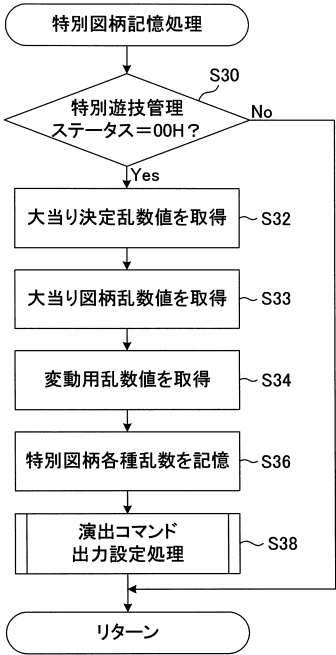 特別図柄記憶処理
S30
特別遊技管理
ステータス＝00H？
No
Yes
大当り決定乱数値を取得
S32
大当り図柄乱数値を取得
S33
変動用乱数値を取得
S34
特別図柄各種乱数を記憶
S36
演出コマンド
出力設定処理
S38
リターン